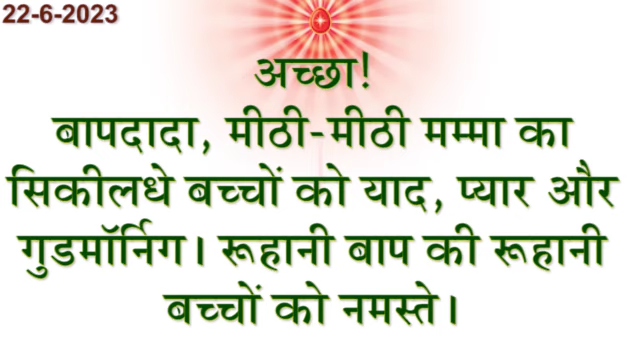 22-6-2023
अच्छा!
बापदादा, मीठी-मीठी मम्मा का
सिकीलधे बच्चों को याद, प्यार और
गुडमॉर्निग। रूहानी बाप की रूहानी
बच्चों को नमस्ते।